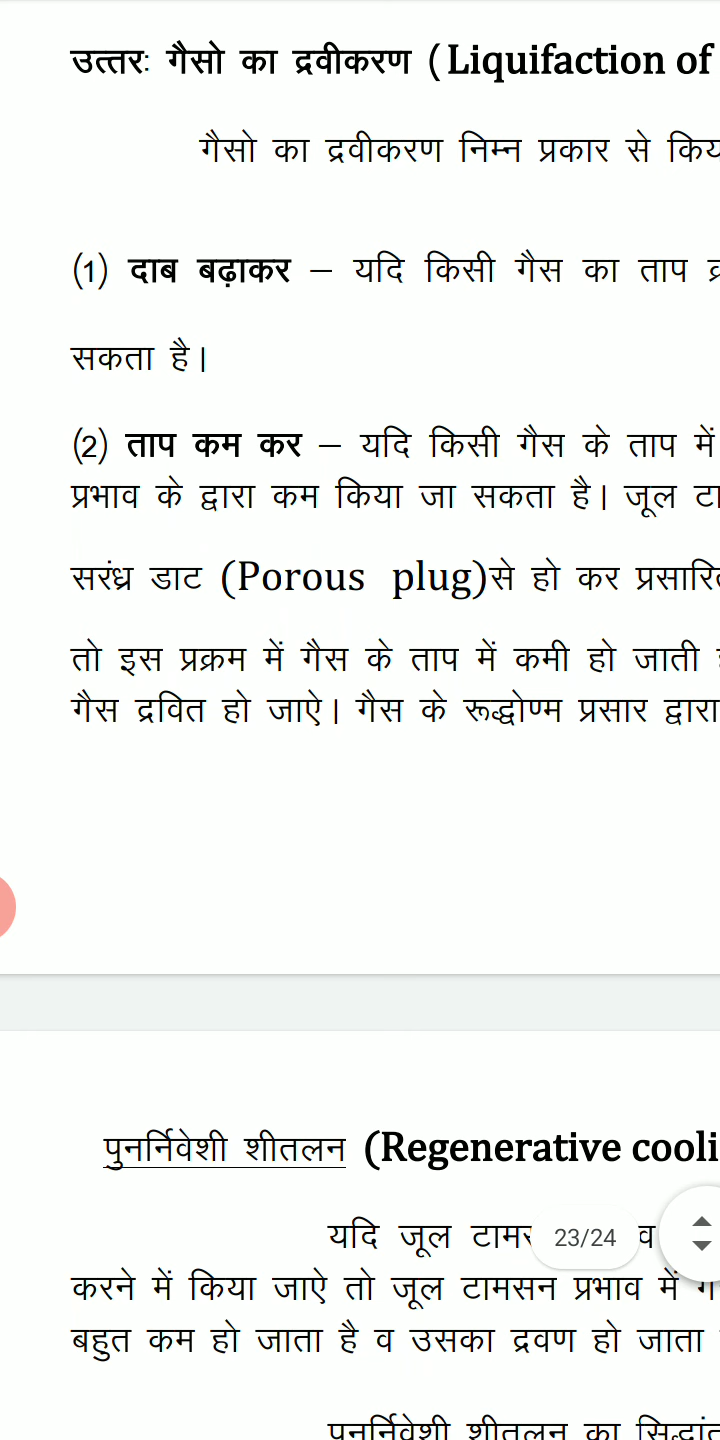 उत्तरः गैसो का द्रवीकरण (Liquifaction of
गैसो का द्रवीकरण निम्न प्रकार से
(1) दाब बढ़ाकर – यदि किसी गैस का ताप
सकता है।
(2) ताप कम कर – यदि किसी गैस के ताप में
प्रभाव के द्वारा कम किया जा सकता है। जूल
सरंध्र डाट (Porous plug)से हो कर
तो इस प्रक्रम में गैस के ताप में कमी हो जाती
गैस द्रवित हो जाऐ। गैस के रूद्धोण्म प्रसार द्वारा
पुनर्निवेशी शीतलन (Regenerative cooli
यदि जूल
23/24
करने में किया जाऐ तो जूल टामसन प्रभाव में
बहुत कम हो जाता है व उसका द्रवण हो जाता
पुनर्निवेशी शीतलन का